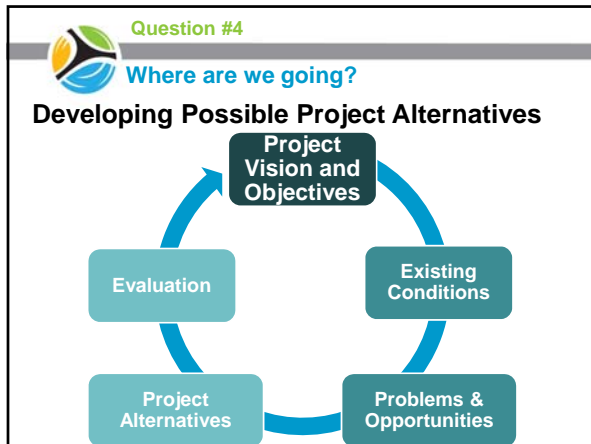 Question #4
Where are we going?
Developing Possible Project Alternatives
Project
Vision and
Objectives
Existing
Conditions
Problems &
Opportunities
Project
Alternatives
Evaluation